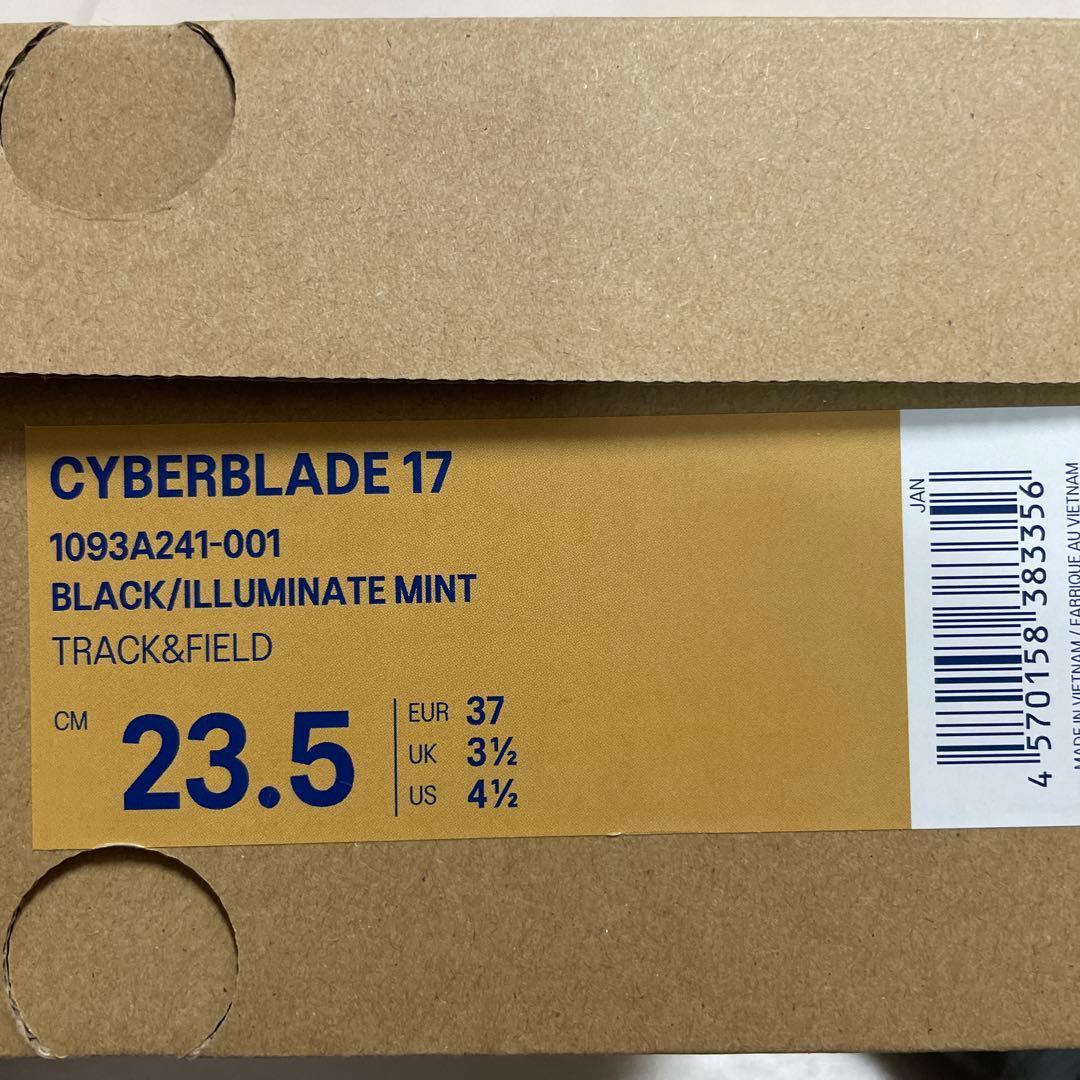 CYBERBLADE 17
1093A241-001
BLACK/ILLUMINATE MINT
TRACK&FIELD
CM 23.5
EUR 37
UK 3½
US 4½
JAN
4 570158 383356
MADE IN VIETNAM / FABRIQUE AU VIETNAM